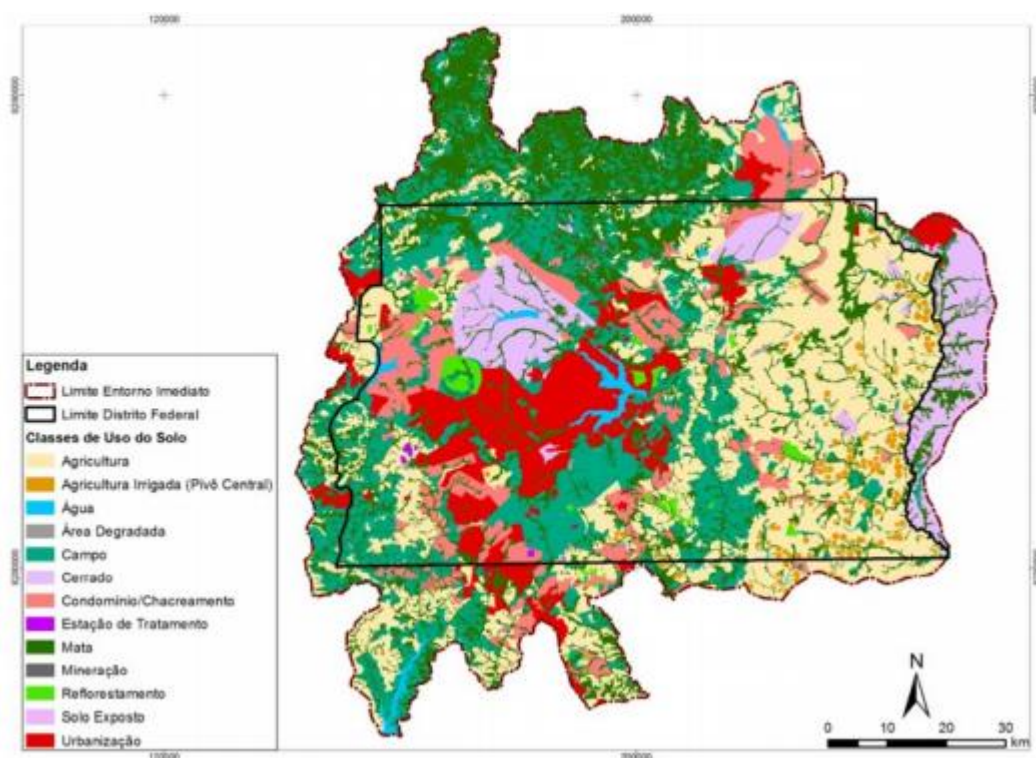 120000
200000
Legenda
Limite Entorno Imediato
Limite Distrito Federal
Classes de Uso do Solo
Agricultura
Agricultura Irrigada (Pivô Central)
Água
Área Degradada
Campo
Cerrado
Condomínio/Chacreamento
Estação de Tratamento
Mata
Mineração
Reflorestamento
Solo Exposto
Urbanização
N
0 10 20 30
km